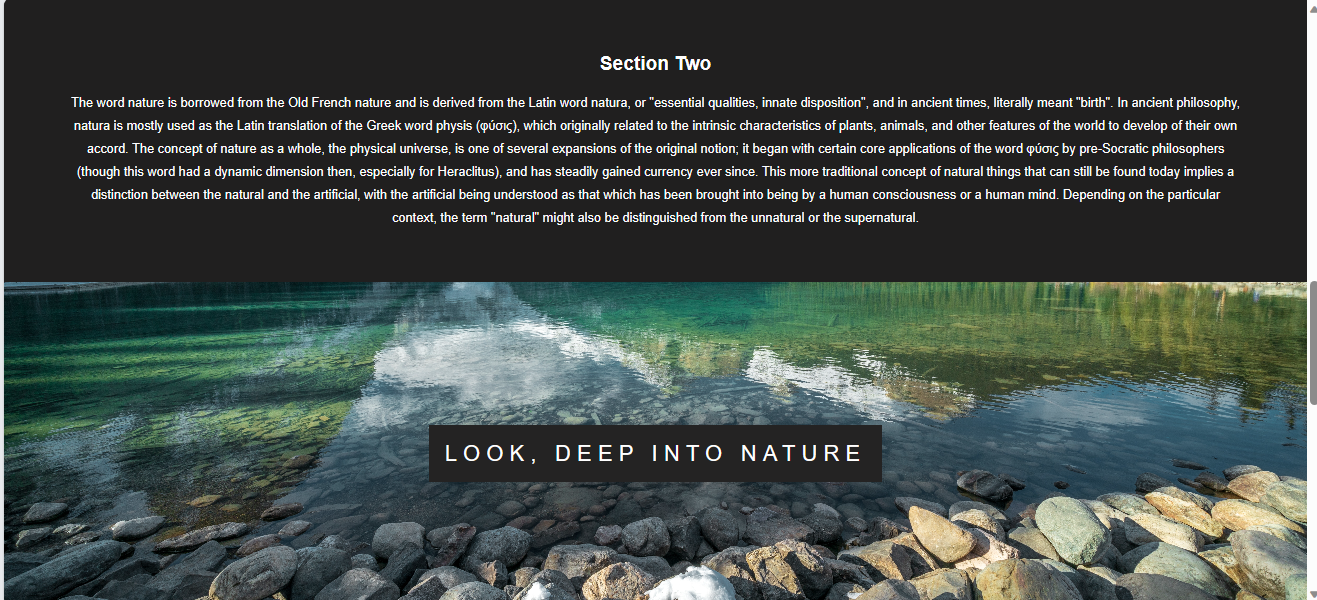 Section Two
The word nature is borrowed from the Old French nature and is derived from the Latin word natura, or "essential qualities, innate disposition", and in ancient times, literally meant "birth". In ancient philosophy,
natura is mostly used as the Latin translation of the Greek word physis (φύσις), which originally related to the intrinsic characteristics of plants, animals, and other features of the world to develop of their own
accord. The concept of nature as a whole, the physical universe, is one of several expansions of the original notion; it began with certain core applications of the word φύσις by pre-Socratic philosophers
(though this word had a dynamic dimension then, especially for Heraclitus), and has steadily gained currency ever since. This more traditional concept of natural things that can still be found today implies a
distinction between the natural and the artificial, with the artificial being understood as that which has been brought into being by a human consciousness or a human mind. Depending on the particular
context, the term "natural" might also be distinguished from the unnatural or the supernatural.
LOOK, DEEP INTO NATURE